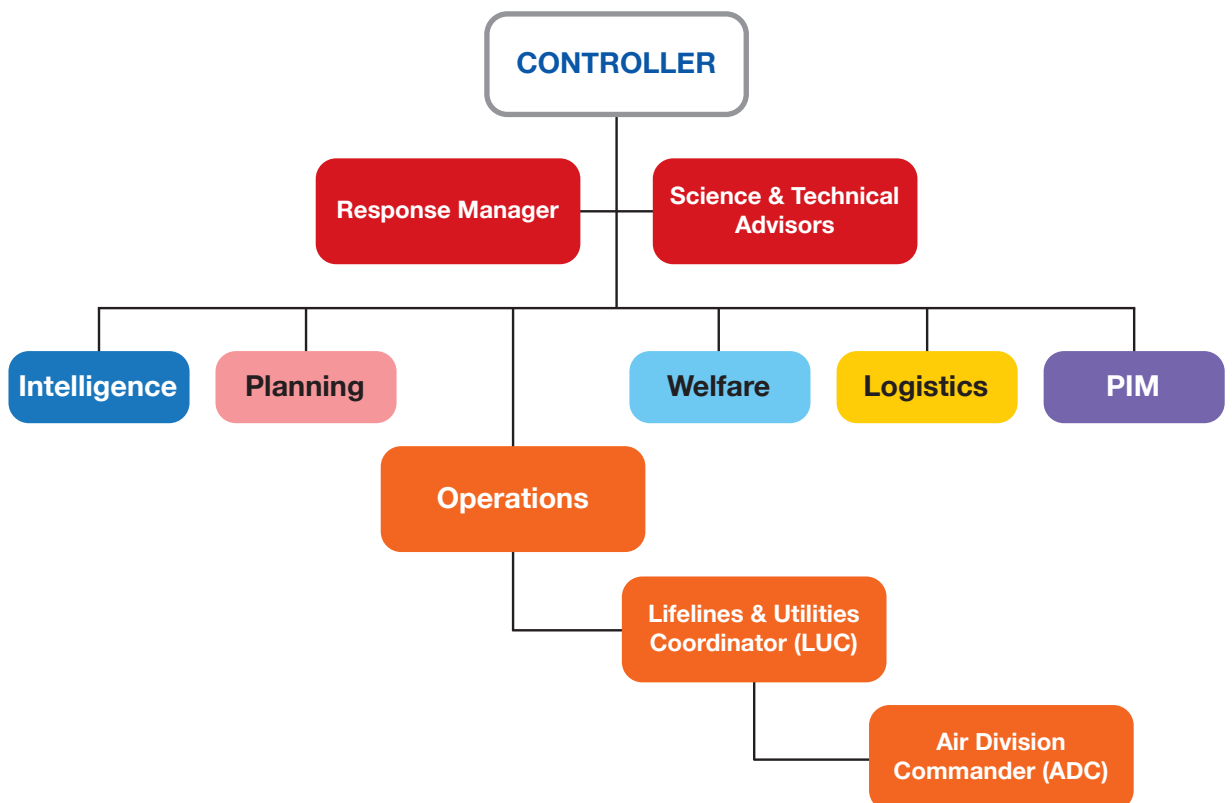 CONTROLLER
Response Manager
Science & Technical
Advisors
Intelligence
Planning
Welfare
Logistics
PIM
Operations
Lifelines & Utilities
Coordinator (LUC)
Air Division
Commander (ADC)